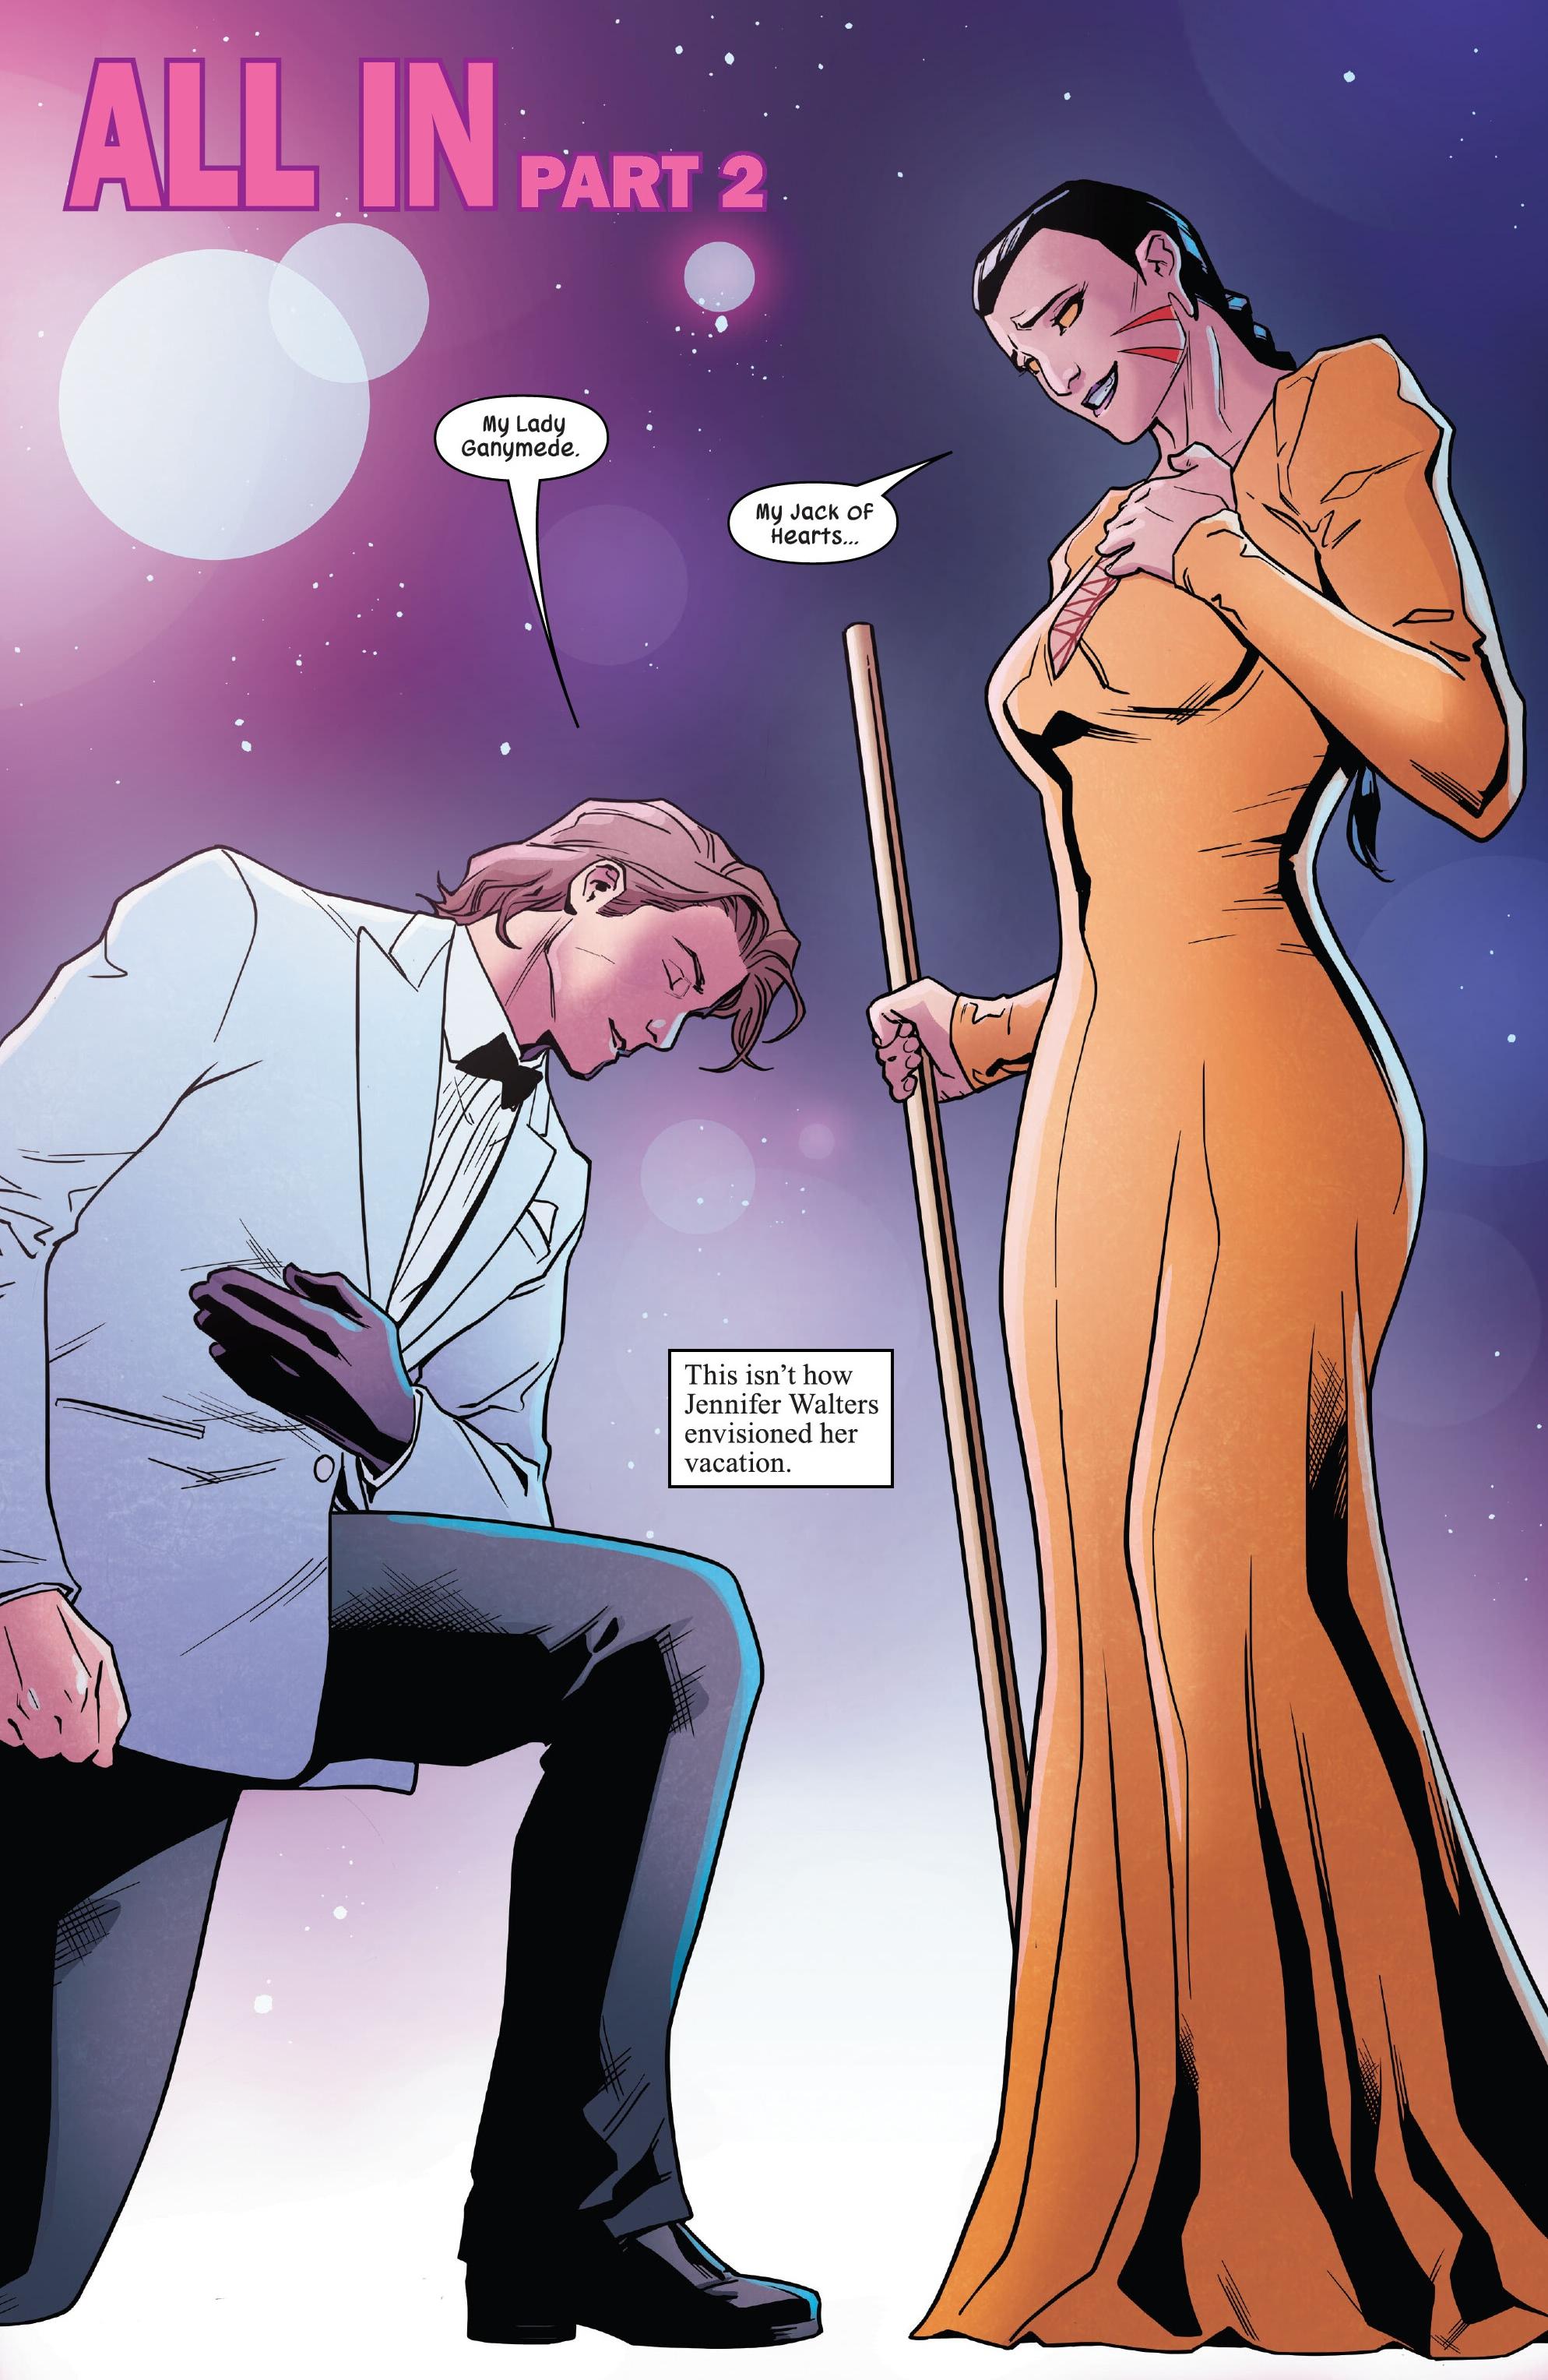 ALL IN PART 2
My Lady
Ganymede.
My Jack of
Hearts...
This isn't how
Jennifer Walters
envisioned her
vacation.